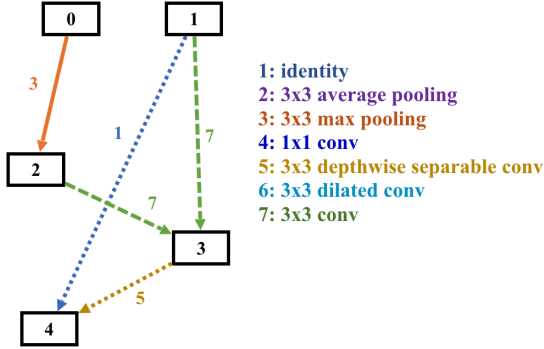 0
1
3
1
7
2
7
3
5
4
1: identity
2: 3x3 average pooling
3: 3x3 max pooling
4: 1x1 conv
5: 3x3 depthwise separable conv
6: 3x3 dilated conv
7: 3x3 conv